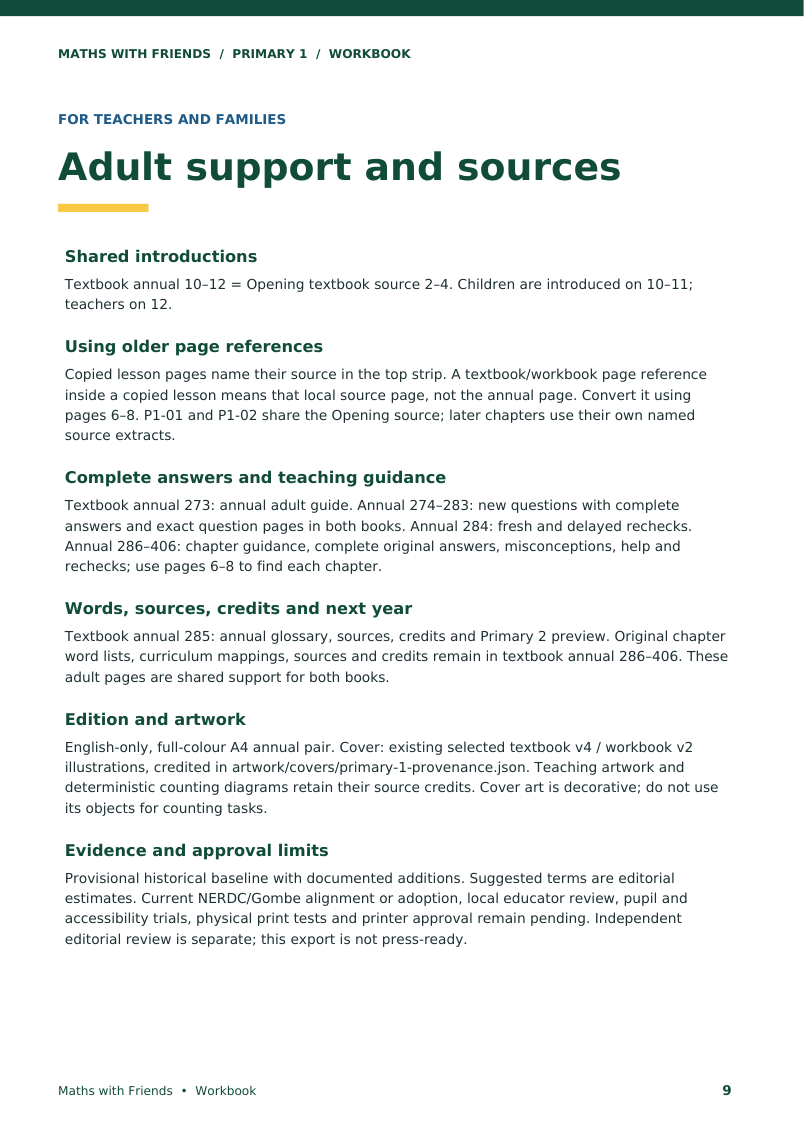 MATHS WITH FRIENDS / PRIMARY 1 / WORKBOOK
FOR TEACHERS AND FAMILIES
Adult support and sources
Shared introductions
Textbook annual 10–12 = Opening textbook source 2–4. Children are introduced on 10–11;
teachers on 12.
Using older page references
Copied lesson pages name their source in the top strip. A textbook/workbook page reference
inside a copied lesson means that local source page, not the annual page. Convert it using
pages 6–8. P1-01 and P1-02 share the Opening source; later chapters use their own named
source extracts.
Complete answers and teaching guidance
Textbook annual 273: annual adult guide. Annual 274–283: new questions with complete
answers and exact question pages in both books. Annual 284: fresh and delayed rechecks.
Annual 286–406: chapter guidance, complete original answers, misconceptions, help and
rechecks; use pages 6–8 to find each chapter.
Words, sources, credits and next year
Textbook annual 285: annual glossary, sources, credits and Primary 2 preview. Original chapter
word lists, curriculum mappings, sources and credits remain in textbook annual 286–406. These
adult pages are shared support for both books.
Edition and artwork
English-only, full-colour A4 annual pair. Cover: existing selected textbook v4 / workbook v2
illustrations, credited in artwork/covers/primary-1-provenance.json. Teaching artwork and
deterministic counting diagrams retain their source credits. Cover art is decorative; do not use
its objects for counting tasks.
Evidence and approval limits
Provisional historical baseline with documented additions. Suggested terms are editorial
estimates. Current NERDC/Gombe alignment or adoption, local educator review, pupil and
accessibility trials, physical print tests and printer approval remain pending. Independent
editorial review is separate; this export is not press-ready.
Maths with Friends • Workbook
9